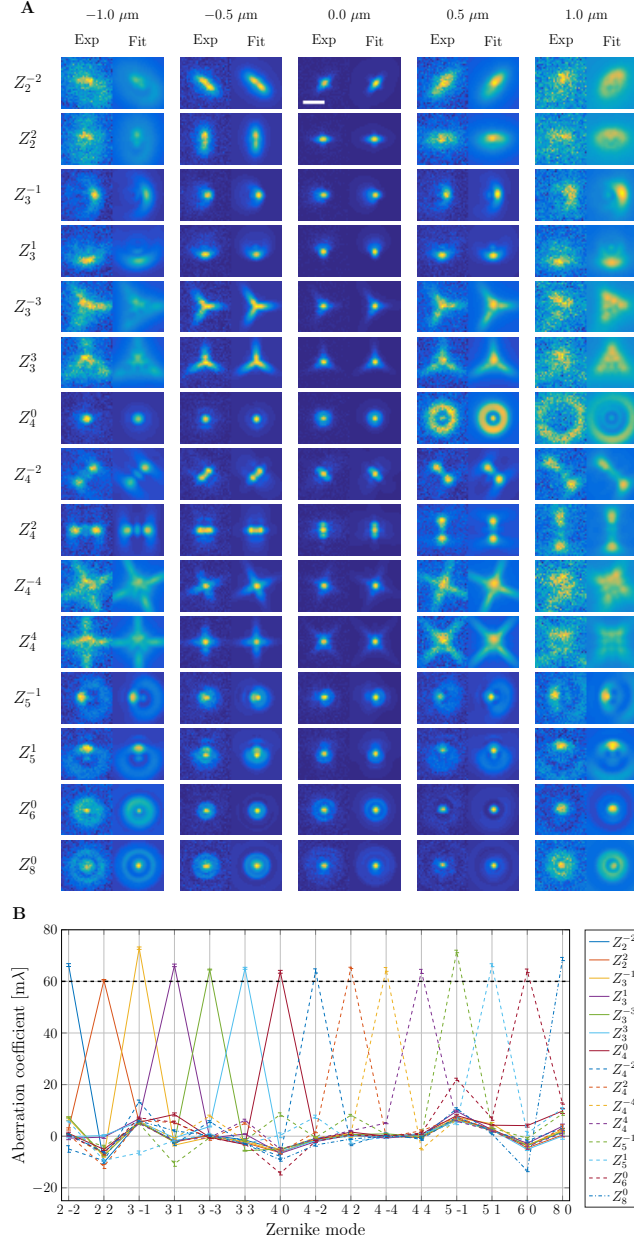 A
−1.0 μm −0.5 μm 0.0 μm 0.5 μm 1.0 μm
Exp Fit Exp Fit Exp Fit Exp Fit Exp Fit
Z_2^{-2}
Z_2^2
Z_3^{-1}
Z_3^1
Z_3^{-3}
Z_3^3
Z_4^0
Z_4^{-2}
Z_4^2
Z_4^{-4}
Z_4^4
Z_5^{-1}
Z_5^1
Z_6^0
Z_8^0
B
Aberration coefficient [mλ]
80
60
40
20
0
−20
2 -2 2 2 3 -1 3 1 3 -3 3 3 4 0 4 -2 4 2 4 -4 4 4 5 -1 5 1 6 0 8 0
Zernike mode
Z_2^{-2}
Z_2^2
Z_3^{-1}
Z_3^1
Z_3^{-3}
Z_3^3
Z_4^0
Z_4^{-2}
Z_4^2
Z_4^{-4}
Z_4^4
Z_5^{-1}
Z_5^1
Z_6^0
Z_8^0